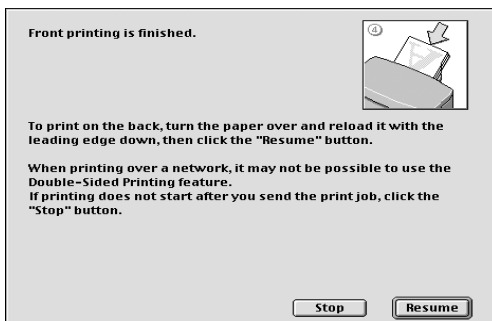 Front printing is finished.
4
To print on the back, turn the paper over and reload it with the
leading edge down, then click the "Resume" button.
When printing over a network, it may not be possible to use the
Double-Sided Printing feature.
If printing does not start after you send the print job, click the
"Stop" button.
Stop
Resume